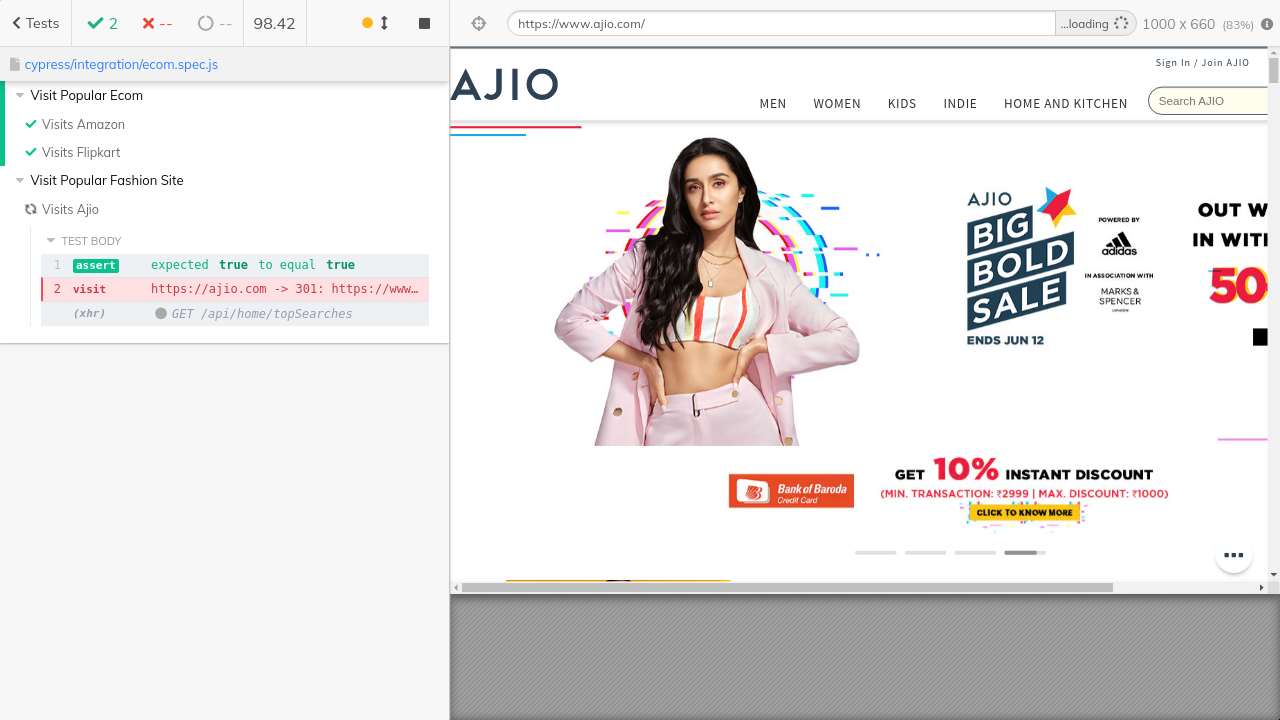 Tests
2
--
--
98.42
https://www.ajio.com/
...loading
1000 x 660 (83%)
cypress/integration/ecom.spec.js
Visit Popular Ecom
Visits Amazon
Visits Flipkart
Visit Popular Fashion Site
Visits Ajio
TEST BODY
1 assert expected true to equal true
2 visit https://ajio.com -> 301: https://www…
(xhr) GET /api/home/topsearches
Sign In / Join AJIO
AJIO
MEN
WOMEN
KIDS
INDIE
HOME AND KITCHEN
Search AJIO
AJIO
BIG
BOLD
SALE
ENDS JUN 12
POWERED BY
adidas
IN ASSOCIATION WITH
MARKS &
SPENCER
LONDON
OUT W
IN WIT
50
Bank of Baroda
Credit Card
GET 10% INSTANT DISCOUNT
(MIN. TRANSACTION: ₹2999 | MAX. DISCOUNT: ₹1000)
CLICK TO KNOW MORE